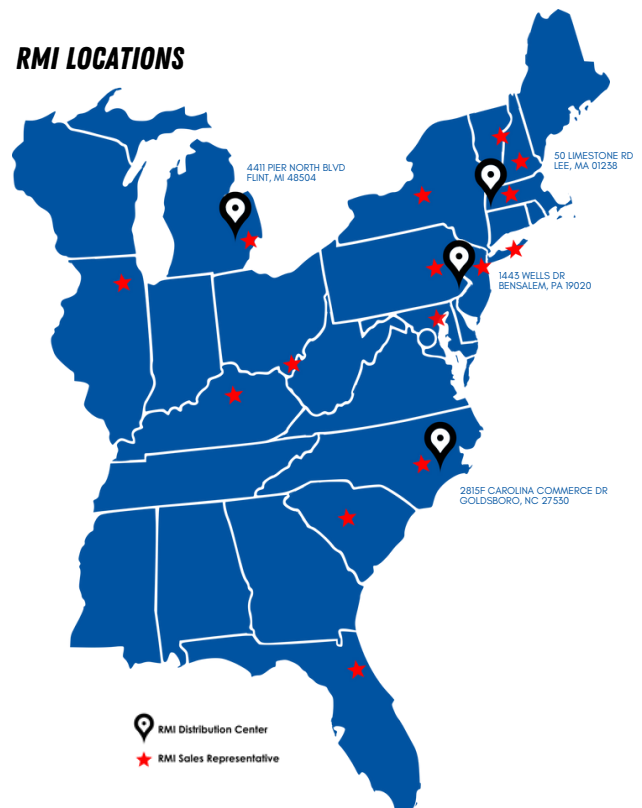 RMI LOCATIONS
4411 PIER NORTH BLVD
FLINT, MI 48504
50 LIMESTONE RD
LEE, MA 01238
1443 WELLS DR
BENSALEM, PA 19020
2815F CAROLINA COMMERCE DR
GOLDSBORO, NC 27530
RMI Distribution Center
RMI Sales Representative